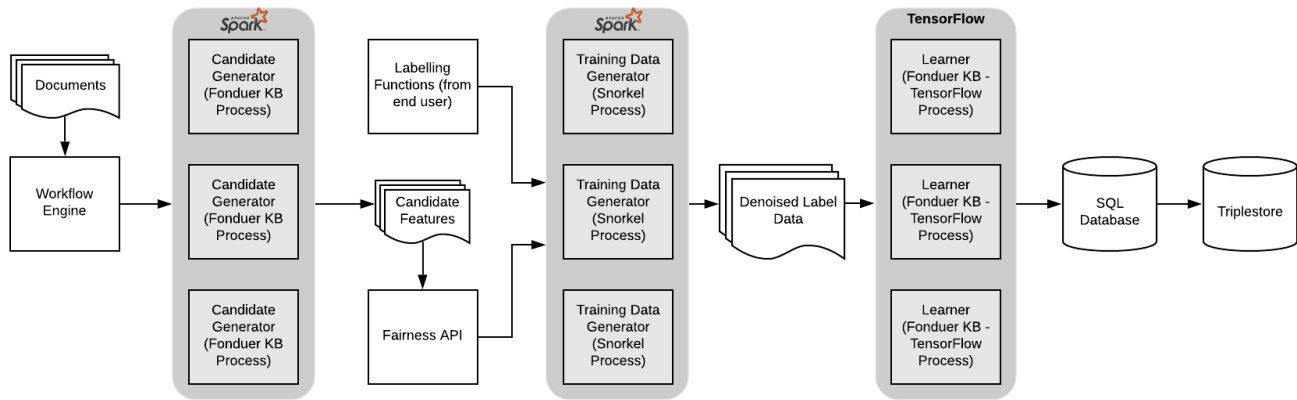 Documents
Workflow
Engine
APACHE
Spark
Candidate
Generator
(Fonduer KB
Process)
Candidate
Generator
(Fonduer KB
Process)
Candidate
Generator
(Fonduer KB
Process)
Labelling
Functions (from
end user)
Candidate
Features
Fairness API
APACHE
Spark
Training Data
Generator
(Snorkel
Process)
Training Data
Generator
(Snorkel
Process)
Training Data
Generator
(Snorkel
Process)
Denoised Label
Data
TensorFlow
Learner
(Fonduer KB -
TensorFlow
Process)
Learner
(Fonduer KB -
TensorFlow
Process)
Learner
(Fonduer KB -
TensorFlow
Process)
SQL
Database
Triplestore